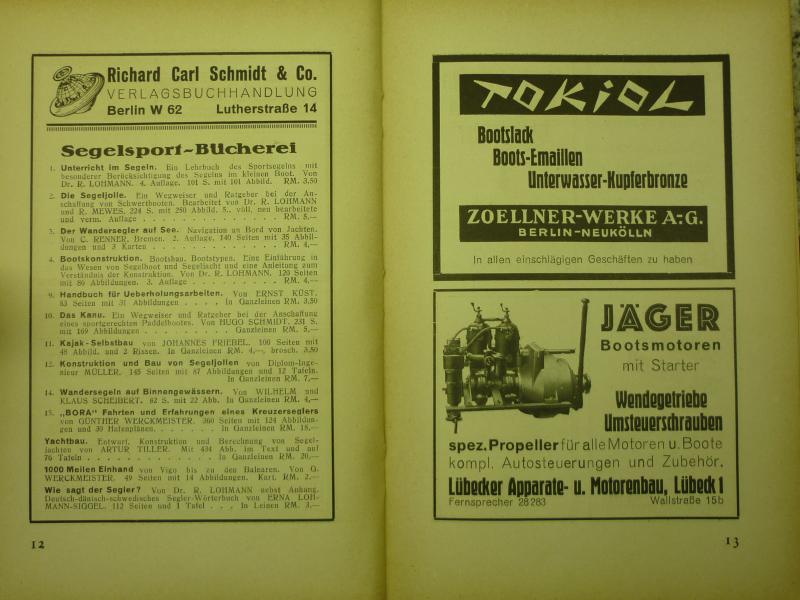 Richard Carl Schmidt & Co.
VERLAGSBUCHHANDLUNG
Berlin W 62 Lutherstraße 14
Segelsport-Bücherei
1. Unterricht im Segeln. Ein Lehrbuch des Sportsegelns mit
besonderer Berücksichtigung des Segelns im kleinen Boot. Von
Dr. R. LOHMANN. 4. Auflage. 101 S. mit 101 Abbild. RM. 3,50
2. Die Segeljolle. Ein Wegweiser und Ratgeber bei der An-
schaffung von Schwertbooten. Bearbeitet von Dr. R. LOHMANN
und R. MEWES. 224 S. mit 250 Abbild. 5., völl. neu bearbeitete
und verm. Auflage . . . . . . . . . . . . . RM. 5,—
3. Der Wandersegler auf See. Navigation an Bord von Jachten.
Von C. RENNER, Bremen. 2. Auflage. 140 Seiten mit 35 Abbil-
dungen und 3 Karten . . . . . . . . . . . . RM. 4,—
4. Bootskonstruktion. Bootsbau. Bootstypen. Eine Einführung in
das Wesen von Segelboot und Segeljacht und eine Anleitung zum
Verständnis der Konstruktion. Von Dr. R. LOHMANN. 120 Seiten
mit 80 Abbildungen. 3. Auflage . . . . . . . . . RM. 4,—
9. Handbuch für Ueberholungsarbeiten. Von ERNST KÜST.
83 Seiten mit 31 Abbildungen . . . . In Ganzleinen RM. 3,50
10. Das Kanu. Ein Wegweiser und Ratgeber bei der Anschaffung
eines sportgerechten Paddelbootes. Von HUGO SCHMIDT. 231 S.
mit 169 Abbildungen . . . . . . . . Ganzleinen RM. 5,—
11. Kajak-Selbstbau von JOHANNES FRIEBEL. 100 Seiten mit
48 Abbild. und 2 Rissen. In Ganzleinen RM. 4,—, brosch. 3,50
12. Konstruktion und Bau von Segeljollen von Diplom-Inge-
nieur MÜLLER. 145 Seiten mit 87 Abbildungen und 12 Tafeln.
In Ganzleinen RM. 7,—
14. Wandersegeln auf Binnengewässern. Von WILHELM und
KLAUS SCHEIBERT. 82 S. mit 22 Abb. In Ganzleinen RM. 4,—
15. „BORA“ Fahrten und Erfahrungen eines Kreuzerseglers
von GÜNTHER WERCKMEISTER. 360 Seiten mit 124 Abbildun-
gen und 30 Hafenplänen. . . . . . . In Ganzleinen RM. 18,—
Yachtbau. Entwurf, Konstruktion und Berechnung von Segel-
jachten von ARTUR TILLER. Mit 434 Abb. im Text und auf
76 Tafeln . . . . . . . . . . . . In Ganzleinen RM. 20,—
1000 Meilen Einhand von Vigo bis zu den Balearen. Von G.
WERCKMEISTER. 49 Seiten mit 14 Abbildungen. Kart. RM. 2,—
Wie sagt der Segler? Von Dr. R. LOHMANN nebst Anhang.
Deutsch-dänisch-schwedisches Segler-Wörterbuch von ERNA LOH-
MANN-SIGGEL. 112 Seiten und 1 Tafel . . . In Leinen RM. 3,—
12
TOKIOL
Bootslack
Boots-Emaillen
Unterwasser-Kupferbronze
ZOELLNER-WERKE A.-G.
BERLIN-NEUKÖLLN
In allen einschlägigen Geschäften zu haben
JÄGER
Bootsmotoren
mit Starter
Wendegetriebe
Umsteuerschrauben
spez. Propeller für alle Motoren u. Boote
kompl. Autosteuerungen und Zubehör.
Lübecker Apparate- u. Motorenbau, Lübeck 1
Fernsprecher 28283 Wallstraße 15b
13